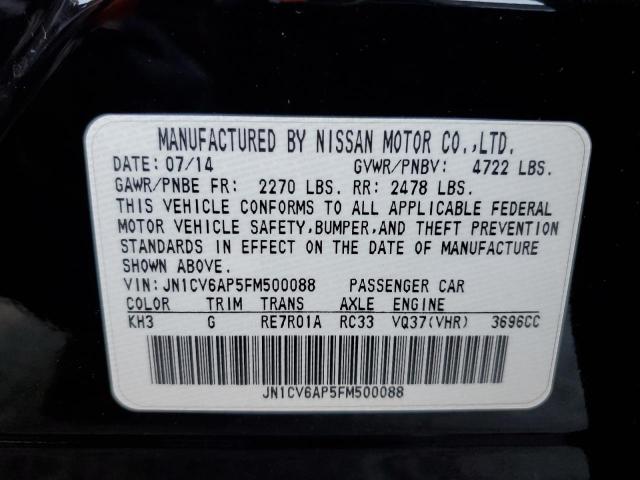 MANUFACTURED BY NISSAN MOTOR CO.,LTD.
DATE: 07/14 GVWR/PNBV: 4722 LBS.
GAWR/PNBE FR: 2270 LBS. RR: 2478 LBS.
THIS VEHICLE CONFORMS TO ALL APPLICABLE FEDERAL
MOTOR VEHICLE SAFETY,BUMPER,AND THEFT PREVENTION
STANDARDS IN EFFECT ON THE DATE OF MANUFACTURE
SHOWN ABOVE.
VIN: JN1CV6AP5FM500088 PASSENGER CAR
COLOR TRIM TRANS AXLE ENGINE
KH3 G RE7R01A RC33 VQ37(VHR) 3696CC
JN1CV6AP5FM500088